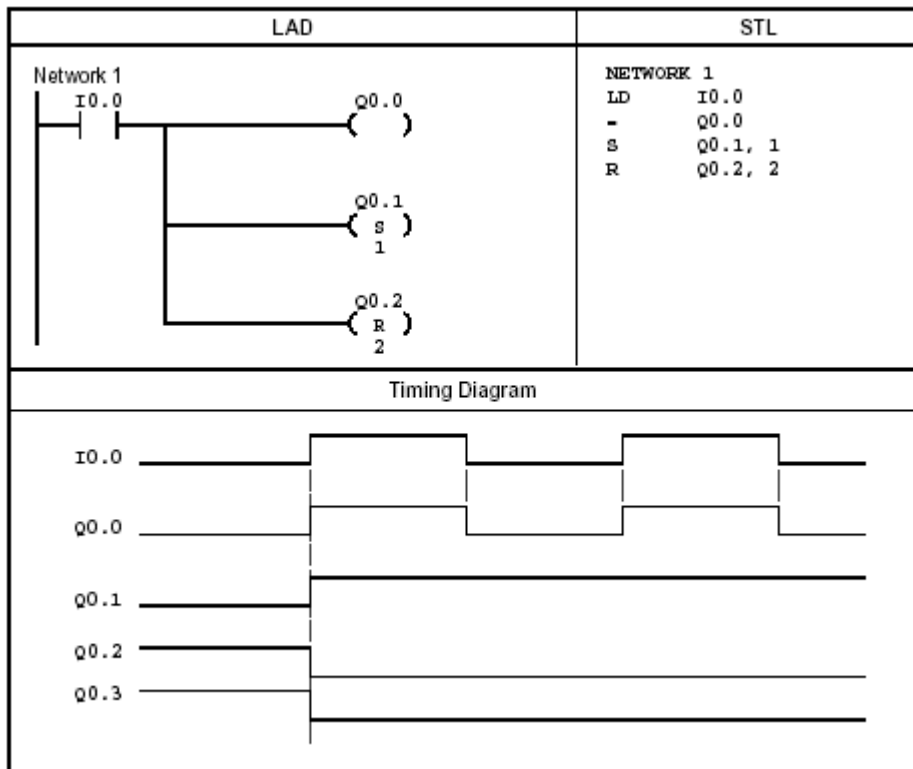 LAD
STL
Network 1
I0.0
Q0.0
( )
Q0.1
( S )
1
Q0.2
( R )
2
NETWORK 1
LD I0.0
= Q0.0
S Q0.1, 1
R Q0.2, 2
Timing Diagram
I0.0
Q0.0
Q0.1
Q0.2
Q0.3